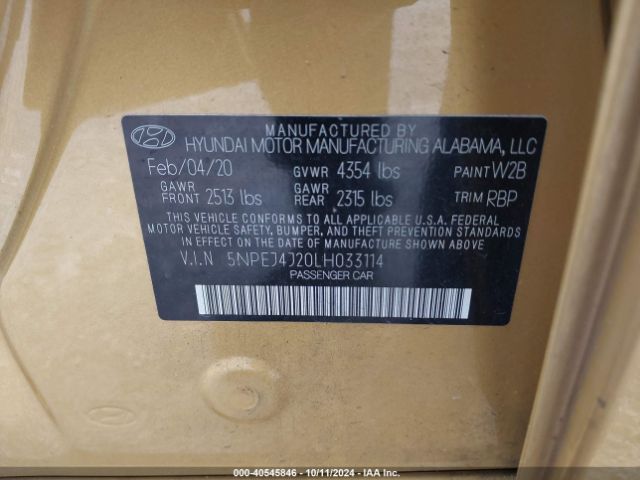 MANUFACTURED BY
HYUNDAI MOTOR MANUFACTURING ALABAMA, LLC
Feb/04/20 GVWR 4354 lbs PAINT W2B
GAWR FRONT 2513 lbs GAWR REAR 2315 lbs TRIM RBP
THIS VEHICLE CONFORMS TO ALL APPLICABLE U.S.A. FEDERAL
MOTOR VEHICLE SAFETY, BUMPER, AND THEFT PREVENTION STANDARDS
IN EFFECT ON THE DATE OF MANUFACTURE SHOWN ABOVE.
V.I.N 5NPEJ4J20LH033114
PASSENGER CAR
000-40545846 - 10/11/2024 - IAA Inc.